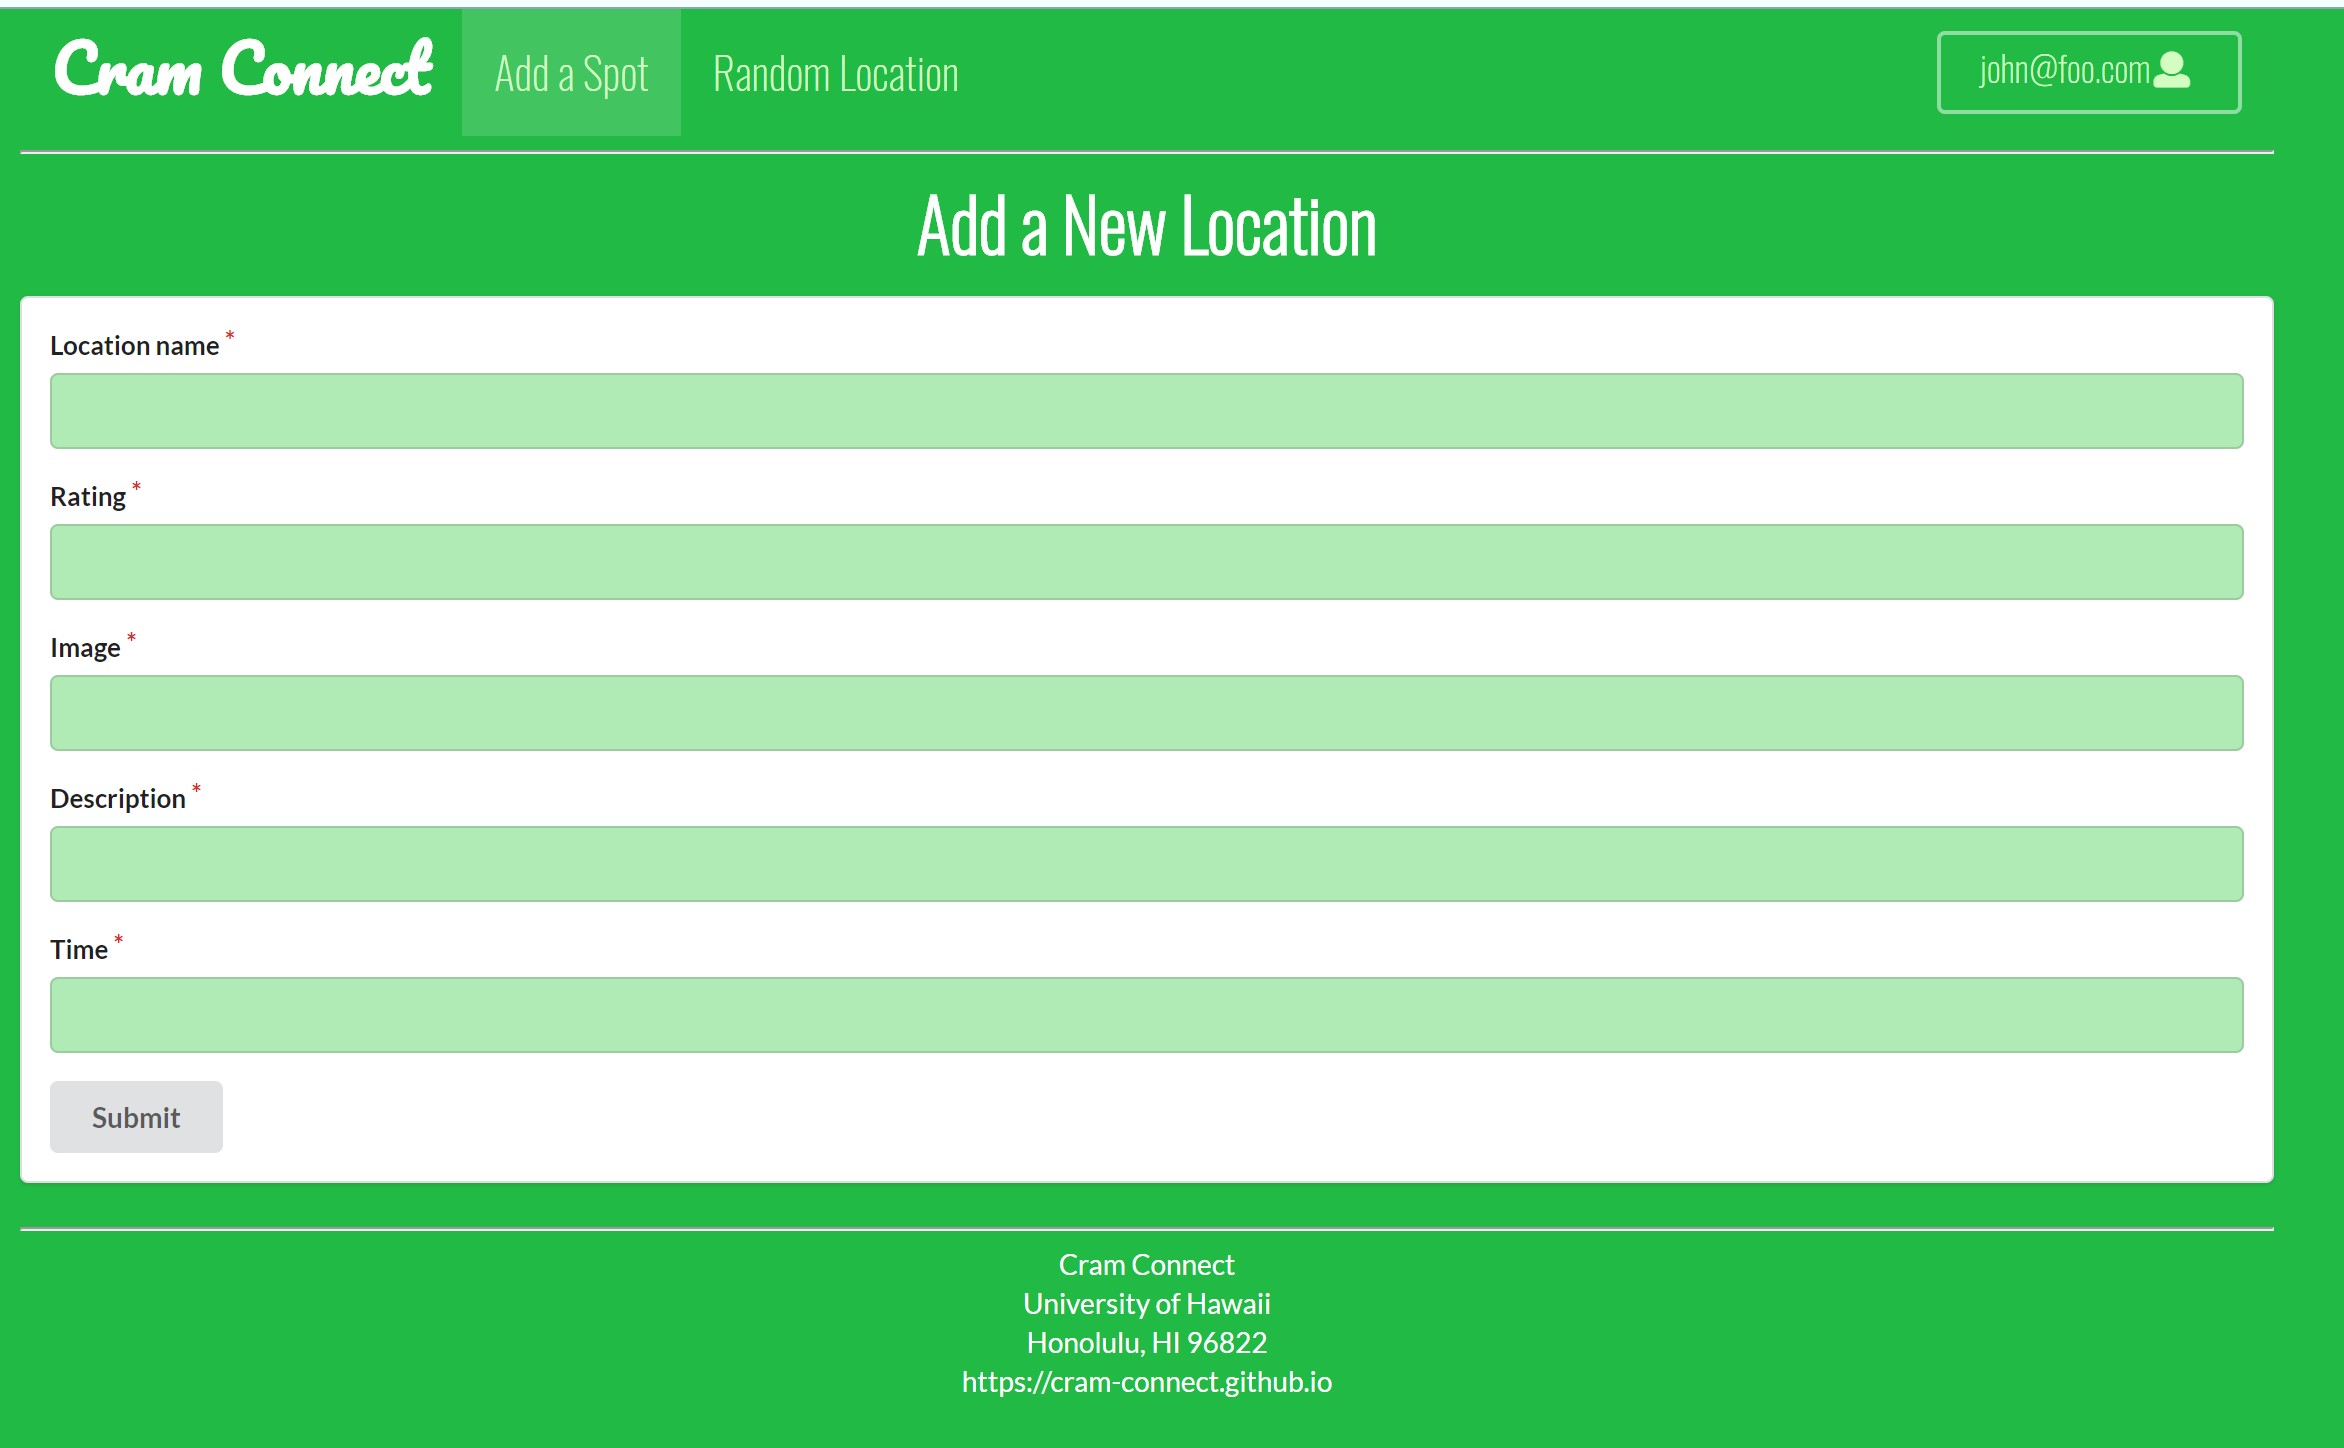 Cram Connect
Add a Spot
Random Location
john@foo.com
Add a New Location
Location name *
Rating *
Image *
Description *
Time *
Submit
Cram Connect
University of Hawaii
Honolulu, HI 96822
https://cram-connect.github.io